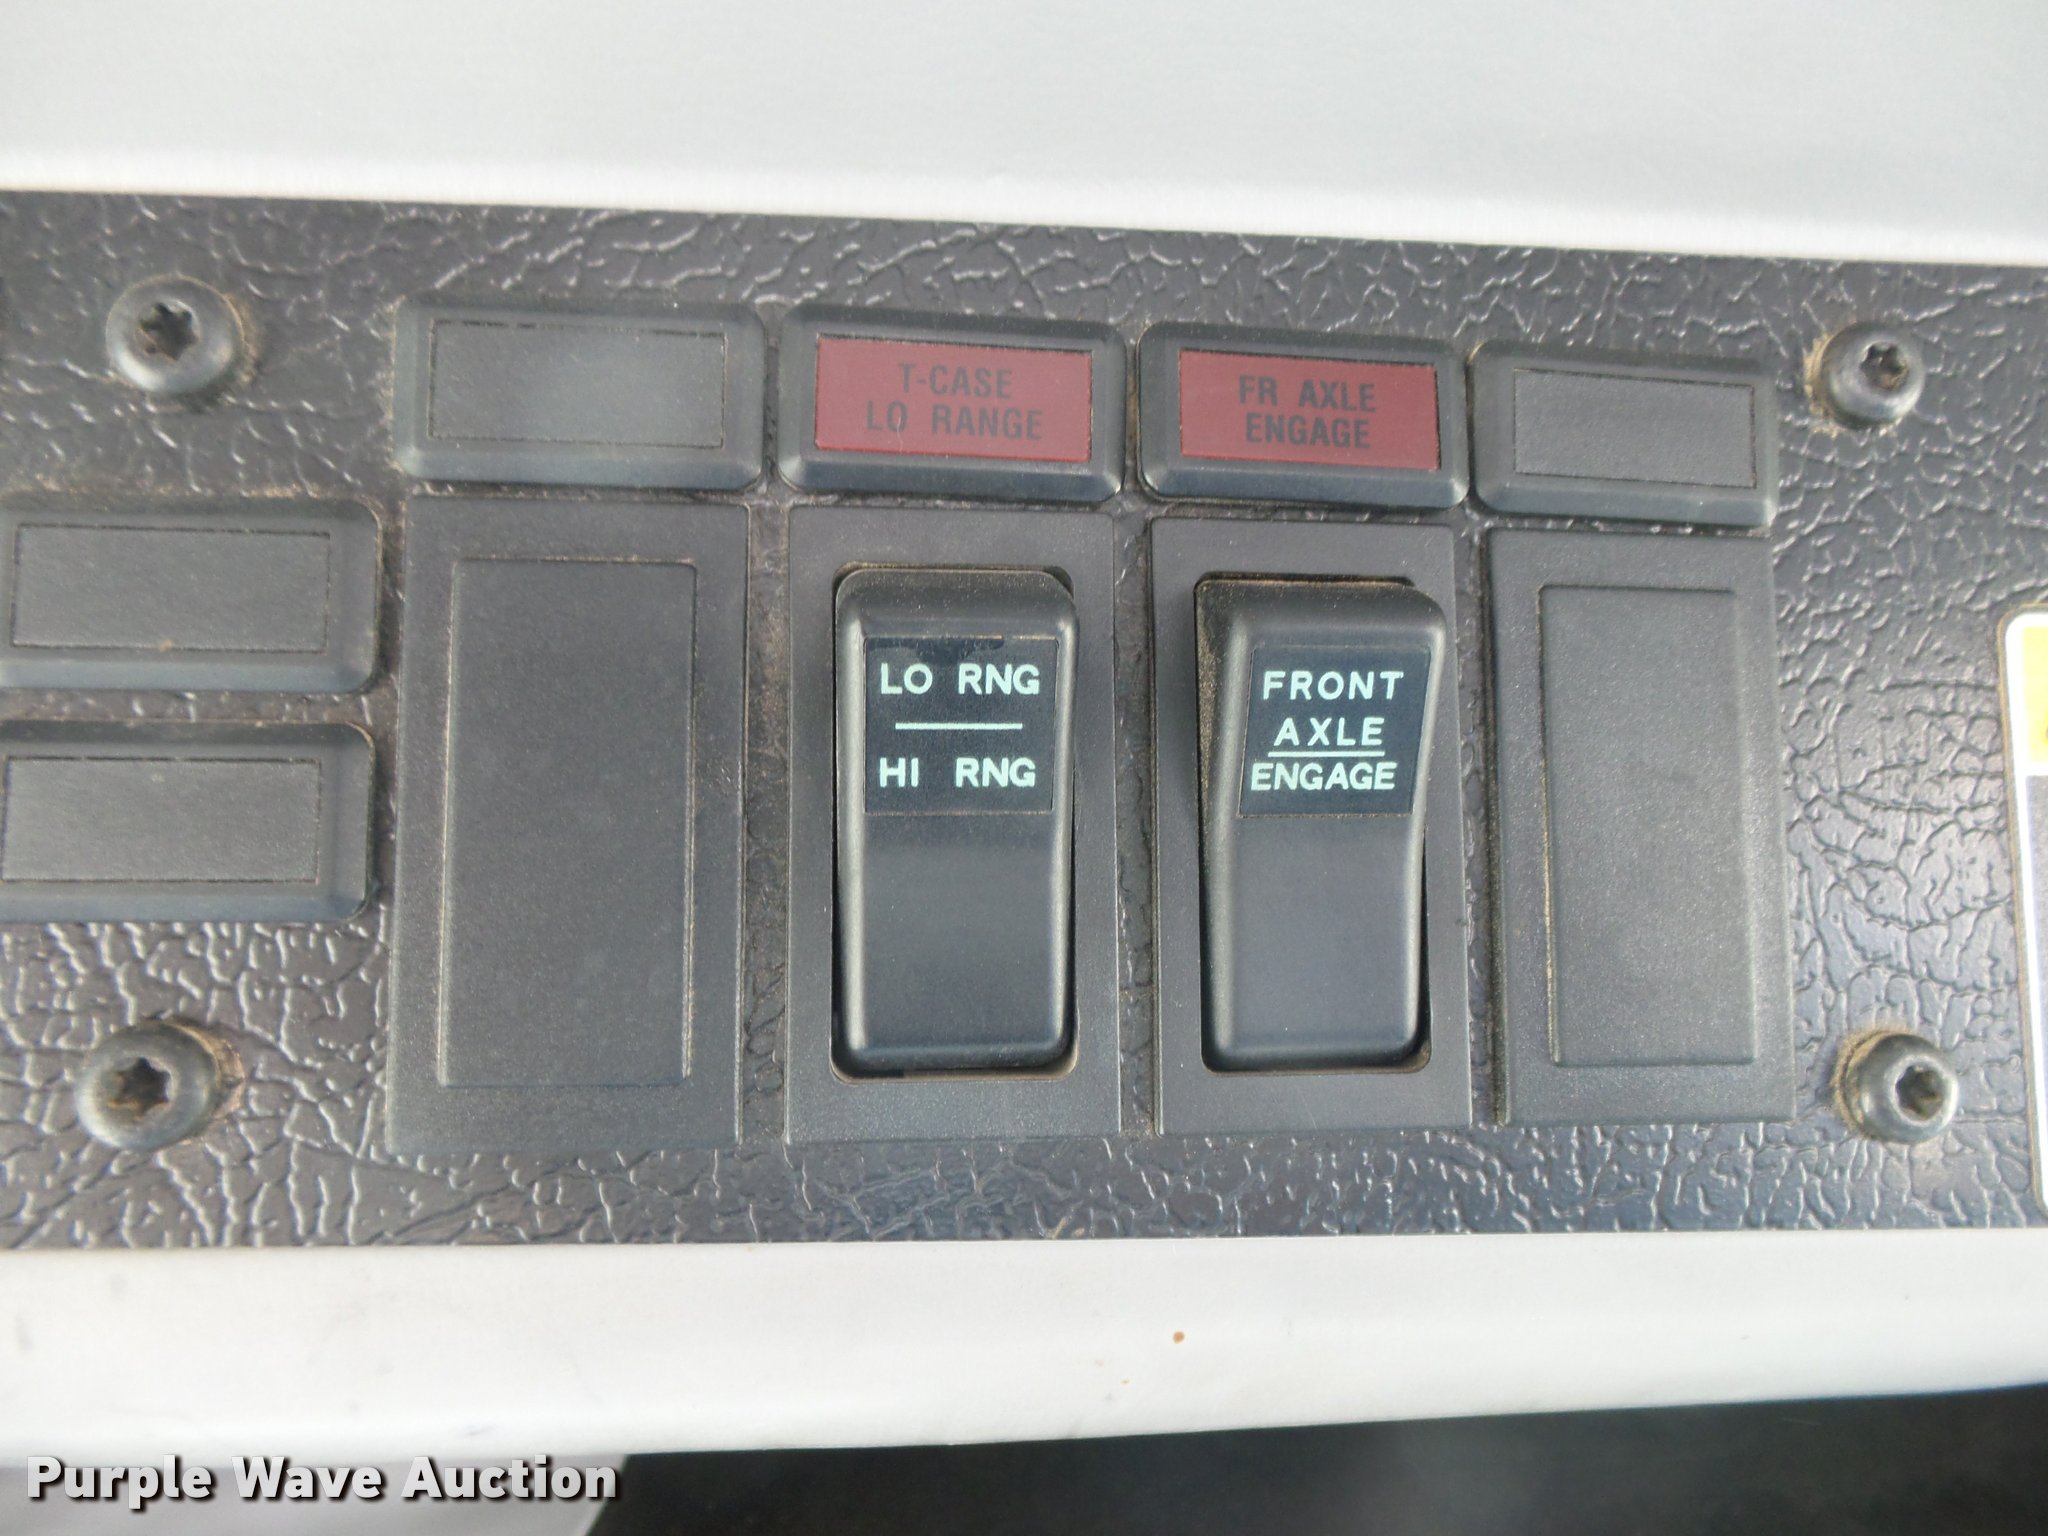 T-CASE
LO RANGE
FR AXLE
ENGAGE
LO RNG
HI RNG
FRONT
AXLE
ENGAGE
Purple Wave Auction